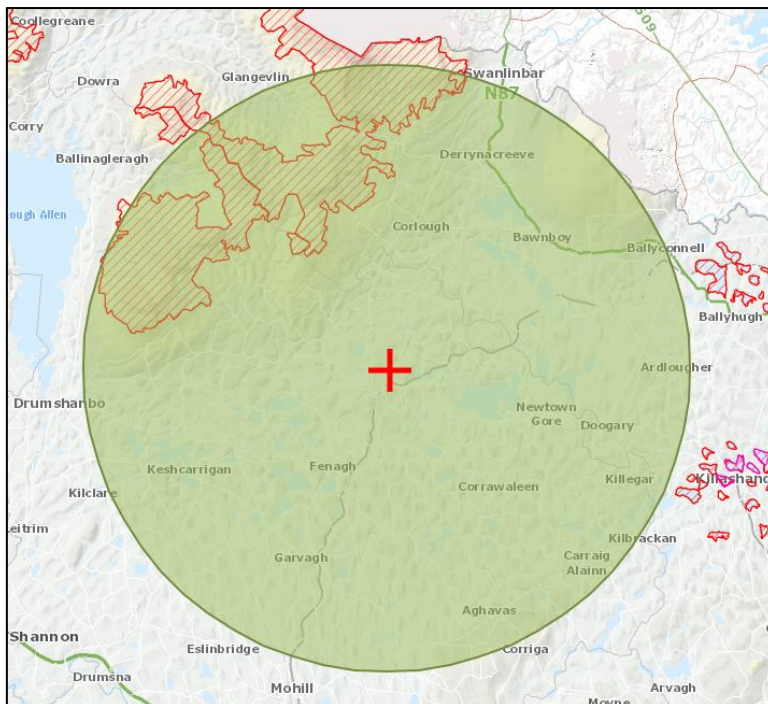 Coollegreane
Dowra
Glangevlin
Swanlinbar
N87
Corry
Ballinagleragh
Derrynacreeve
ough Allen
Corlough
Bawnboy
Ballyconnell
Ballyhugh
Ardlougher
Drumshanbo
Newtown
Gore
Doogary
Keshcarrigan
Fenagh
Kilclare
Corrawaleen
Killegar
Killashand
Leitrim
Garvagh
Kilbrackan
Carraig
Alainn
Aghavas
Shannon
Eslinbridge
Corriga
Drumsna
Mohill
Arvagh
Moyne